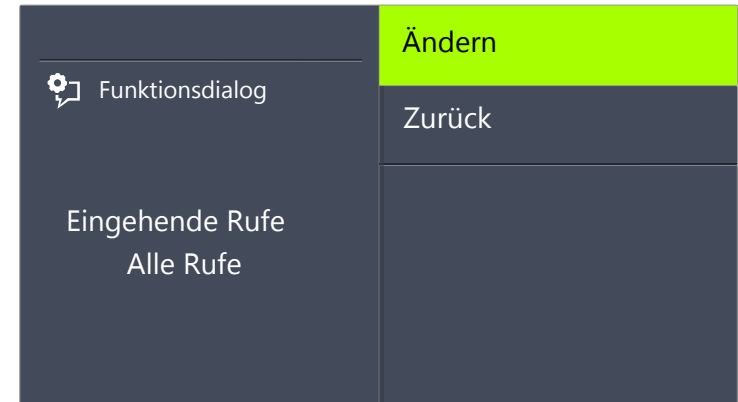 Funktionsdialog
Eingehende Rufe
Alle Rufe
Ändern
Zurück